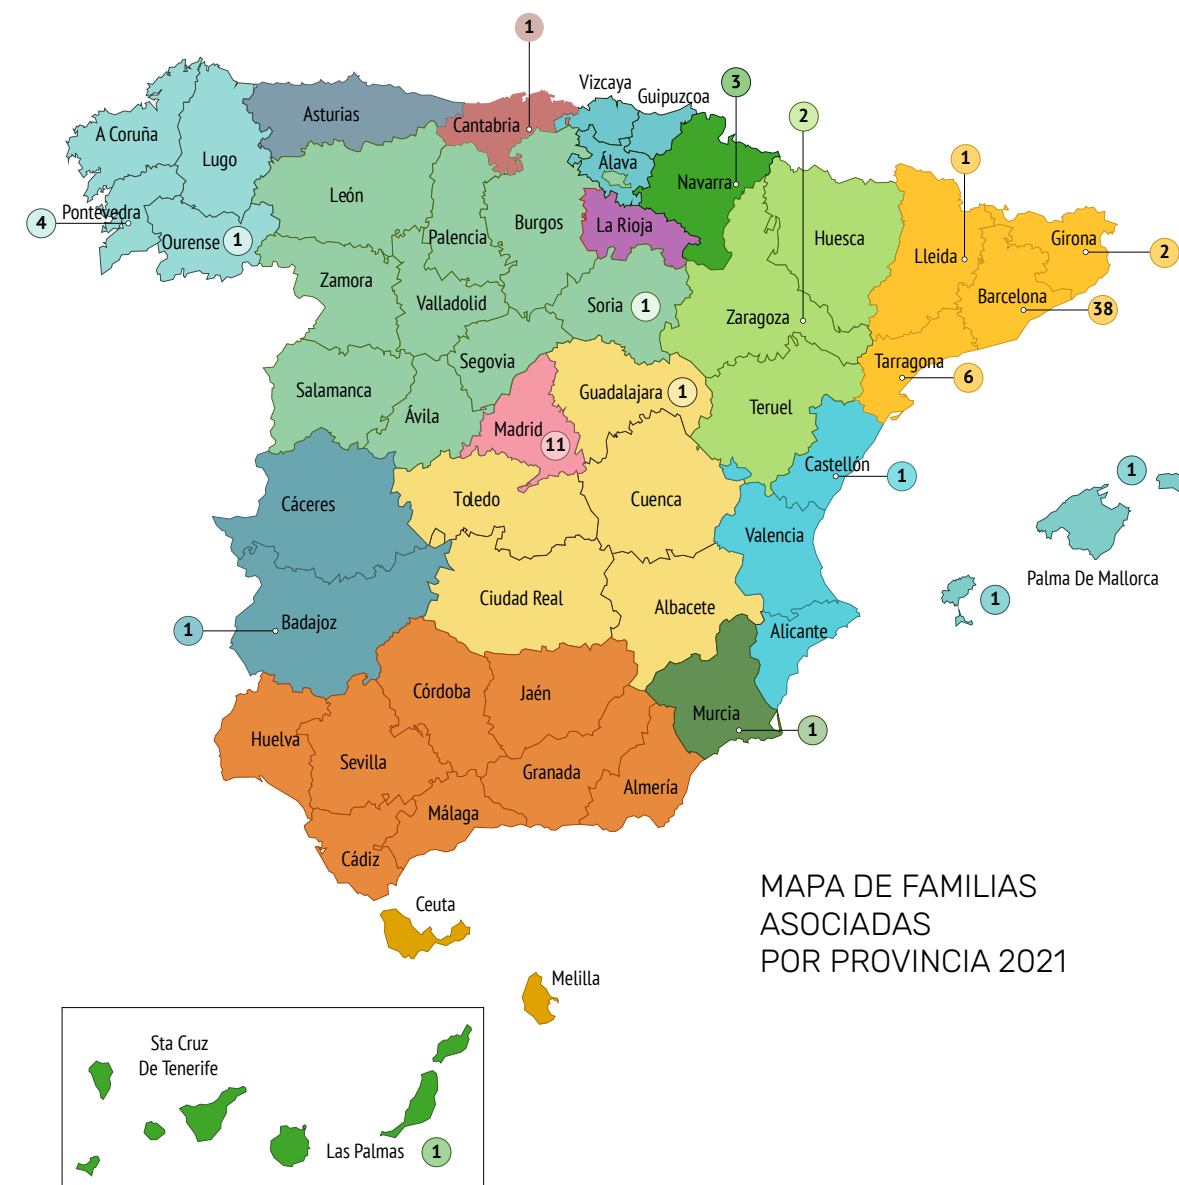 1
Vizcaya
3
Guipuzcoa
Asturias
2
Cantabria
A Coruña
Lugo
Álava
1
Navarra
León
Pontevedra
4
La Rioja
Burgos
Palencia
Huesca
Girona
Ourense
1
Lleida
2
Zamora
Barcelona
Valladolid
Soria
1
38
Zaragoza
Segovia
Tarragona
6
Salamanca
Guadalajara
1
Teruel
Ávila
Madrid
11
Castellón
1
1
Cáceres
Toledo
Cuenca
Valencia
Palma De Mallorca
Ciudad Real
1
Albacete
Badajoz
1
Alicante
Córdoba
Jaén
Murcia
1
Huelva
Sevilla
Granada
Almería
Málaga
Cádiz
MAPA DE FAMILIAS
ASOCIADAS
POR PROVINCIA 2021
Ceuta
Melilla
Sta Cruz
De Tenerife
Las Palmas
1